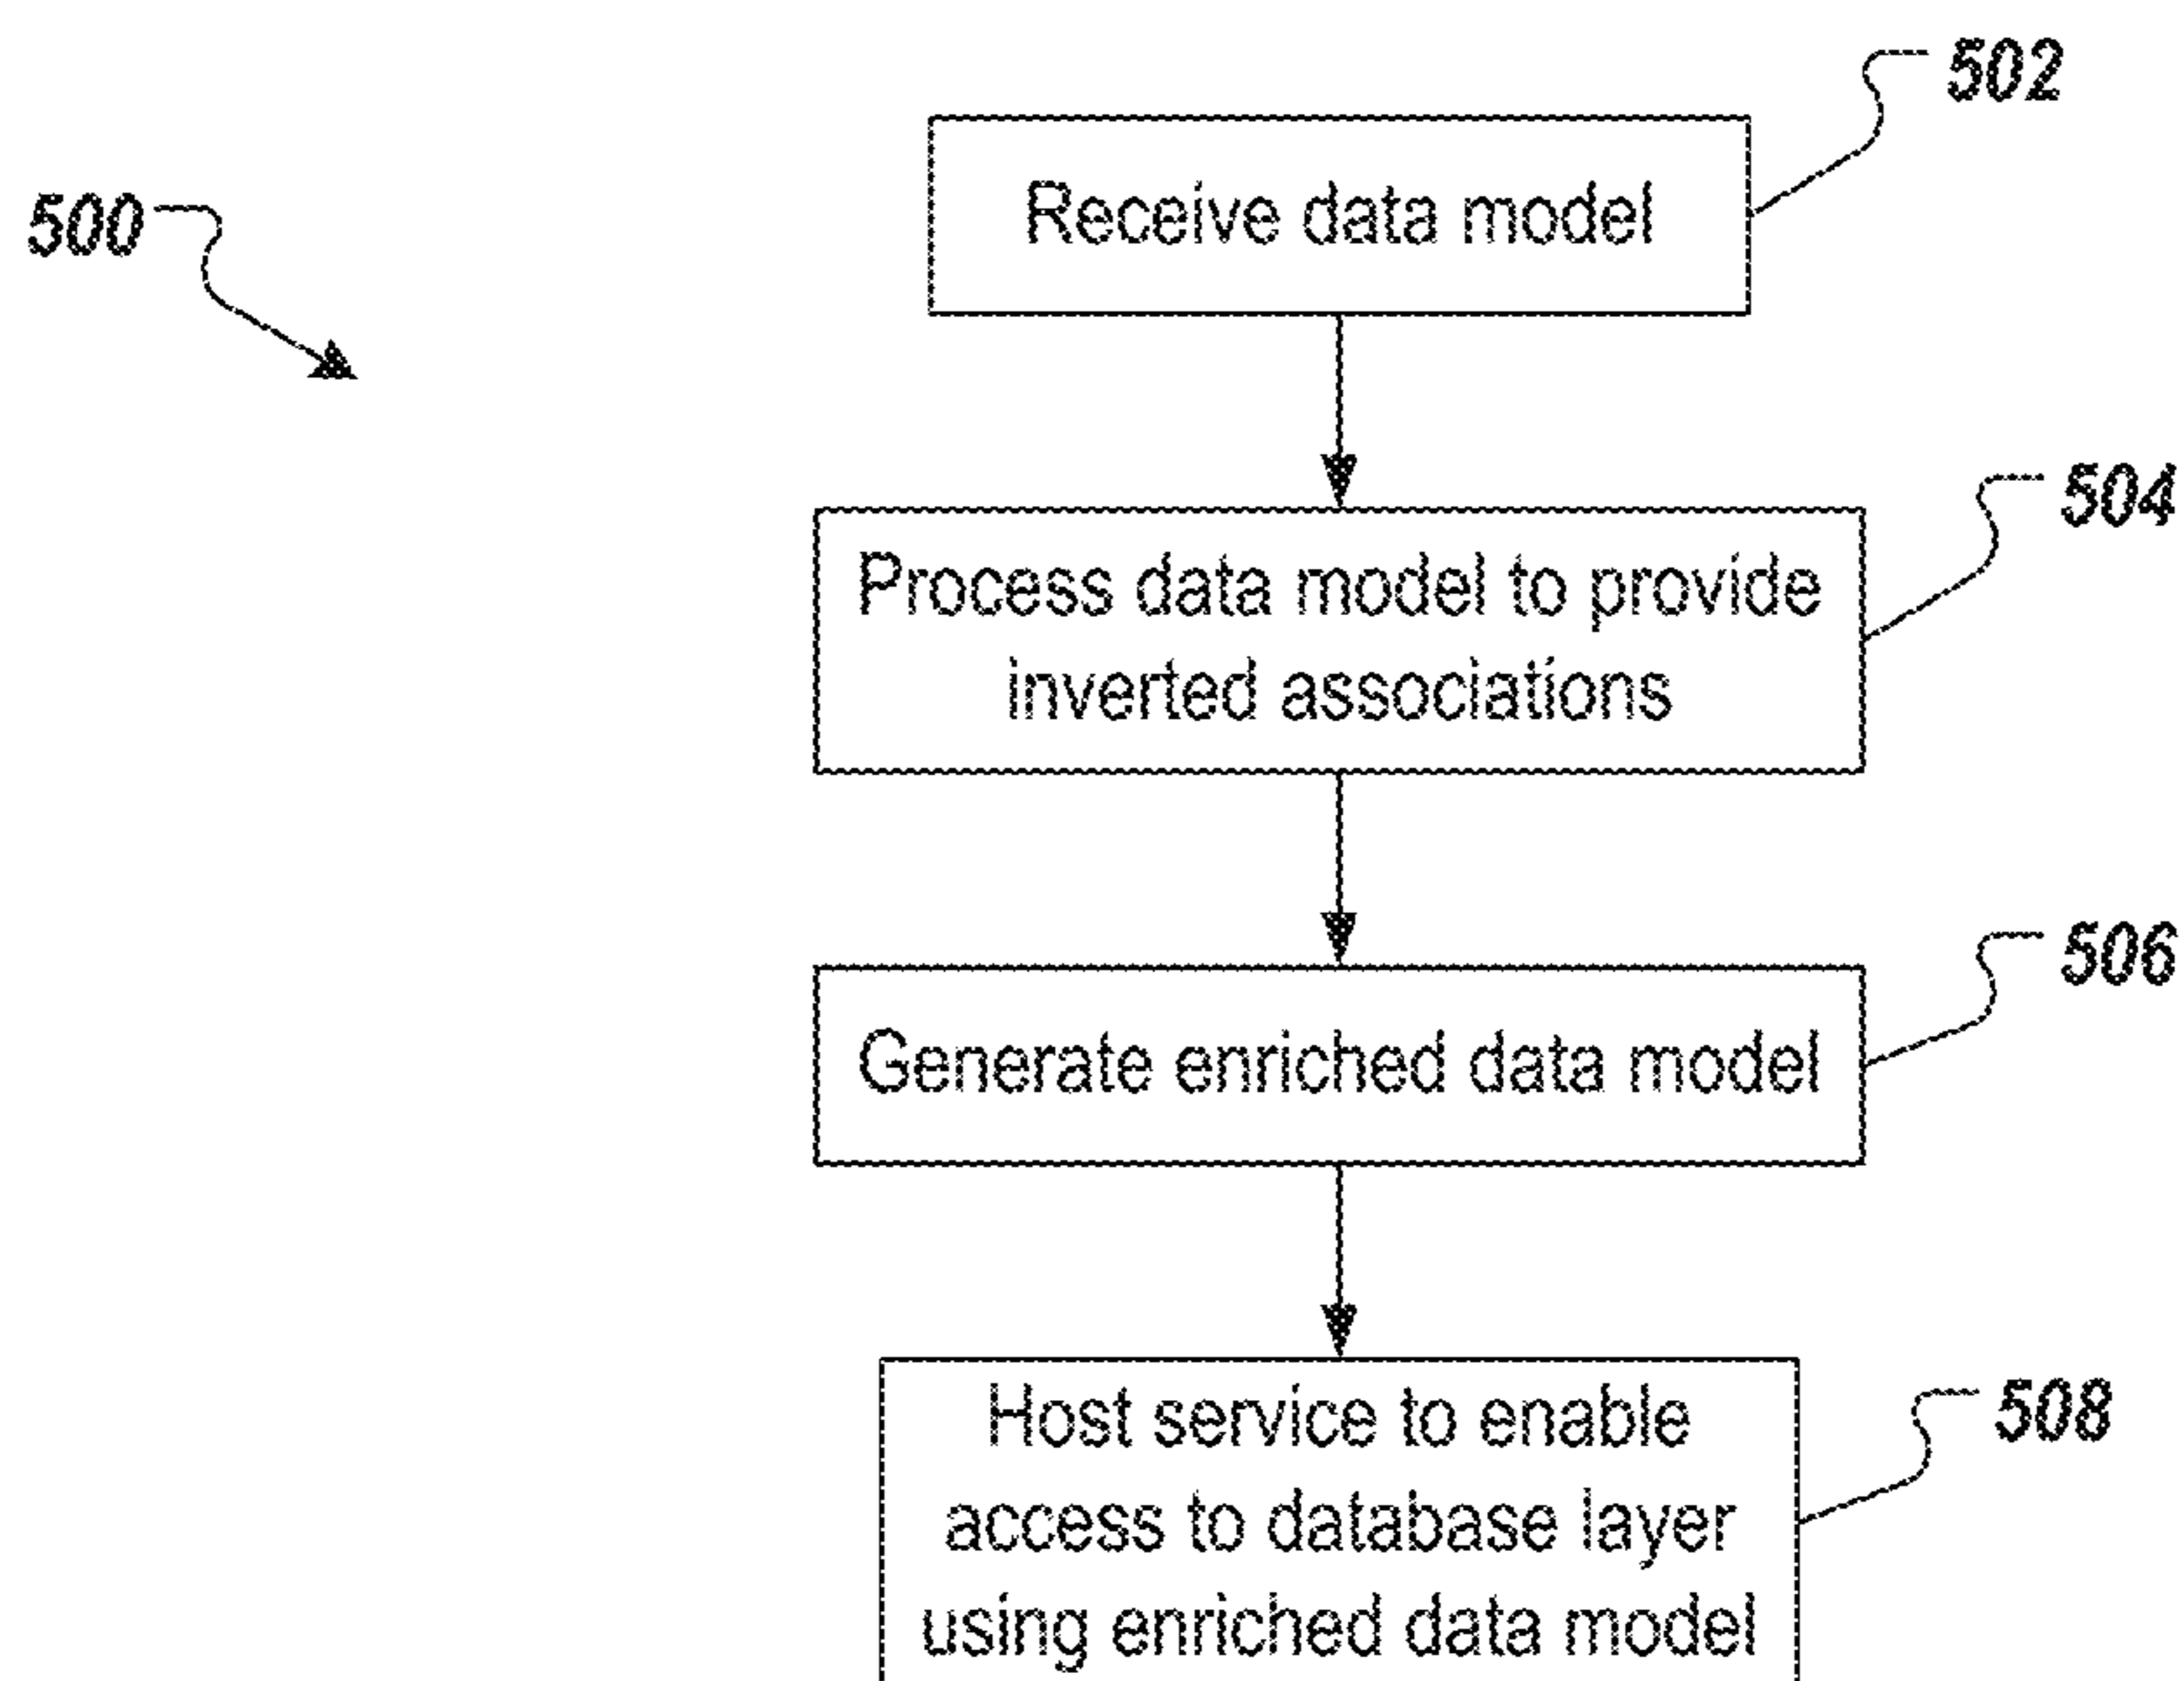 502
500
Receive data model
504
Process data model to provide
inverted associations
506
Generate enriched data model
508
Host service to enable
access to database layer
using enriched data model